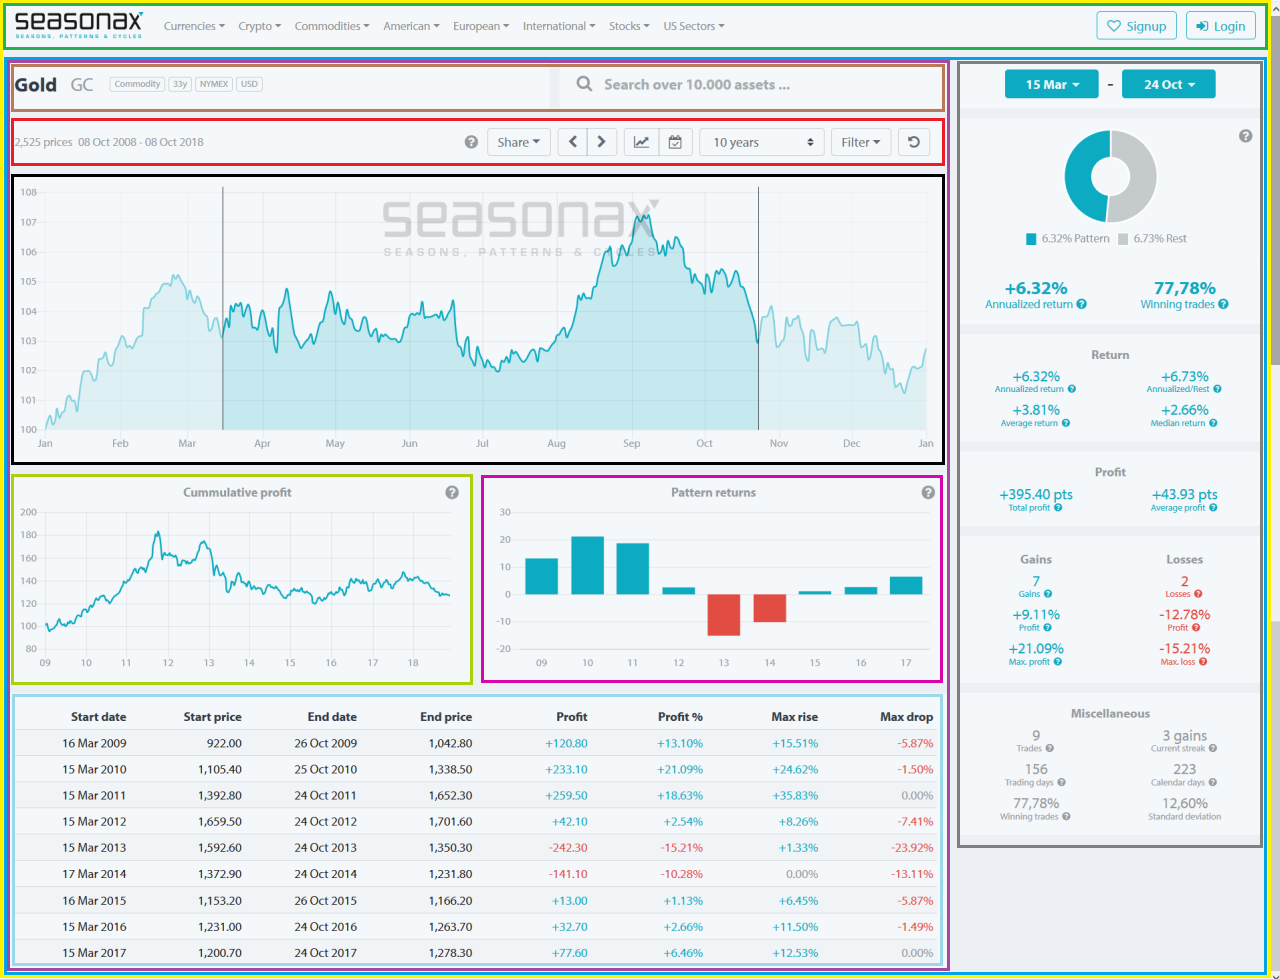 seasonax
SEASONS, PATTERNS & CYCLES
Currencies Crypto Commodities American European International Stocks US Sectors Signup Login
Gold GC Commodity 33y NYMEX USD Search over 10.000 assets ...
2,525 prices 08 Oct 2008 - 08 Oct 2018 Share 10 years Filter
seasonax
SEASONS, PATTERNS & CYCLES
108
107
106
105
104
103
102
101
100
Jan Feb Mar Apr May Jun Jul Aug Sep Oct Nov Dec Jan
Cummulative profit
200
180
160
140
120
100
80
09 10 11 12 13 14 15 16 17 18
Pattern returns
30
20
10
0
-10
-20
09 10 11 12 13 14 15 16 17
Start date Start price End date End price Profit Profit % Max rise Max drop
16 Mar 2009 922.00 26 Oct 2009 1,042.80 +120.80 +13.10% +15.51% -5.87%
15 Mar 2010 1,105.40 25 Oct 2010 1,338.50 +233.10 +21.09% +24.62% -1.50%
15 Mar 2011 1,392.80 24 Oct 2011 1,652.30 +259.50 +18.63% +35.83% 0.00%
15 Mar 2012 1,659.50 24 Oct 2012 1,701.60 +42.10 +2.54% +8.26% -7.41%
15 Mar 2013 1,592.60 24 Oct 2013 1,350.30 -242.30 -15.21% +1.33% -23.92%
17 Mar 2014 1,372.90 24 Oct 2014 1,231.80 -141.10 -10.28% 0.00% -13.11%
16 Mar 2015 1,153.20 26 Oct 2015 1,166.20 +13.00 +1.13% +6.45% -5.87%
15 Mar 2016 1,231.00 24 Oct 2016 1,263.70 +32.70 +2.66% +11.50% -1.49%
15 Mar 2017 1,200.70 24 Oct 2017 1,278.30 +77.60 +6.46% +12.53% 0.00%
15 Mar - 24 Oct
6.32% Pattern 6.73% Rest
+6.32% 77,78%
Annualized return Winning trades
Return
+6.32% +6.73%
Annualized return Annualized/Rest
+3.81% +2.66%
Average return Median return
Profit
+395.40 pts +43.93 pts
Total profit Average profit
Gains Losses
7 2
Gains Losses
+9.11% -12.78%
Profit Profit
+21.09% -15.21%
Max. profit Max. loss
Miscellaneous
9 3 gains
Trades Current streak
156 223
Trading days Calendar days
77,78% 12,60%
Winning trades Standard deviation